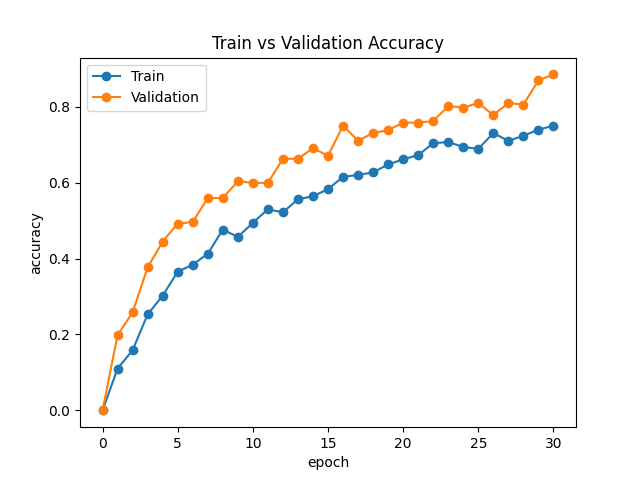 Train vs Validation Accuracy
Train
Validation
accuracy
0.8
0.6
0.4
0.2
0.0
0 5 10 15 20 25 30
epoch